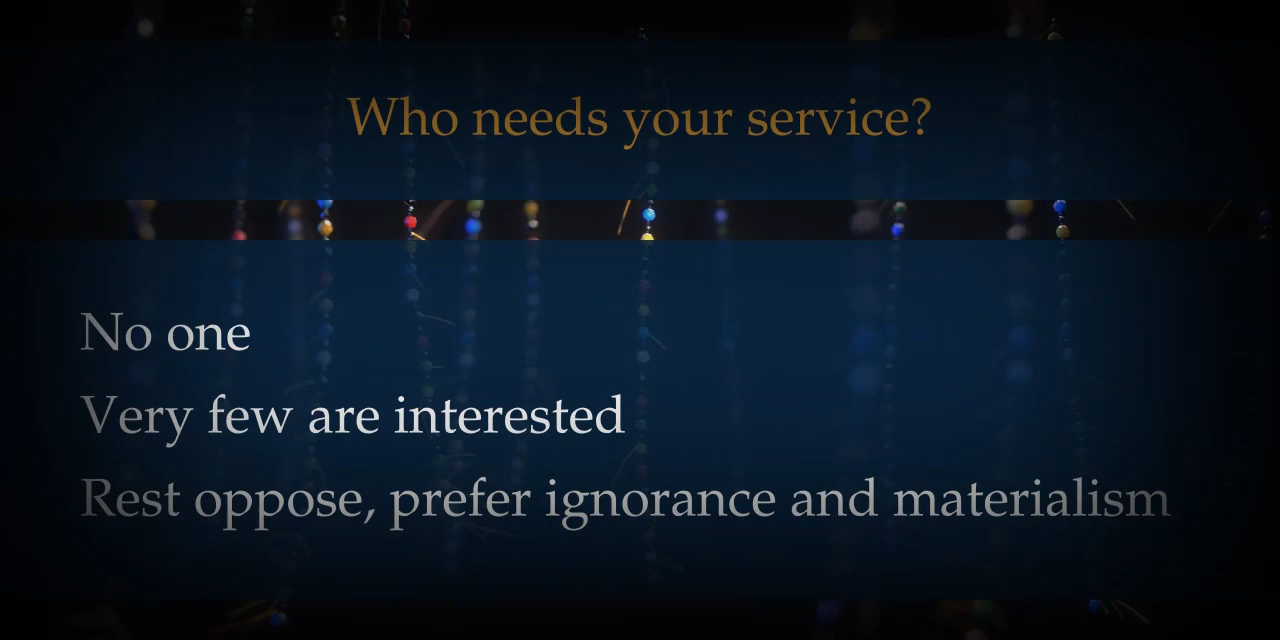 Who needs your service?
No one
Very few are interested
Rest oppose, prefer ignorance and materialism